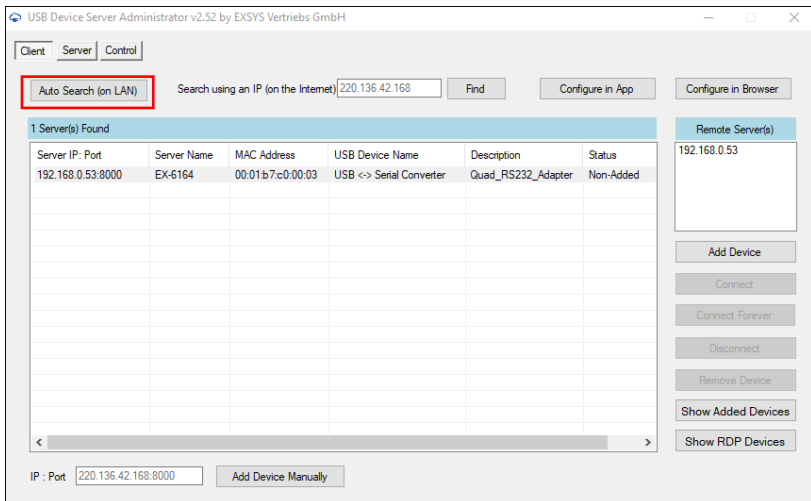 USB Device Server Administrator v2.52 by EXSYS Vertriebs GmbH
Client Server Control
Auto Search (on LAN) Search using an IP (on the Internet) 220.136.42.168 Find Configure in App Configure in Browser
1 Server(s) Found Remote Server(s)
Server IP: Port Server Name MAC Address USB Device Name Description Status 192.168.0.53
192.168.0.53:8000 EX-6164 00:01:b7:c0:00:03 USB <-> Serial Converter Quad_RS232_Adapter Non-Added
Add Device
Connect
Connect Forever
Disconnect
Remove Device
Show Added Devices
Show RDP Devices
IP : Port 220.136.42.168:8000 Add Device Manually